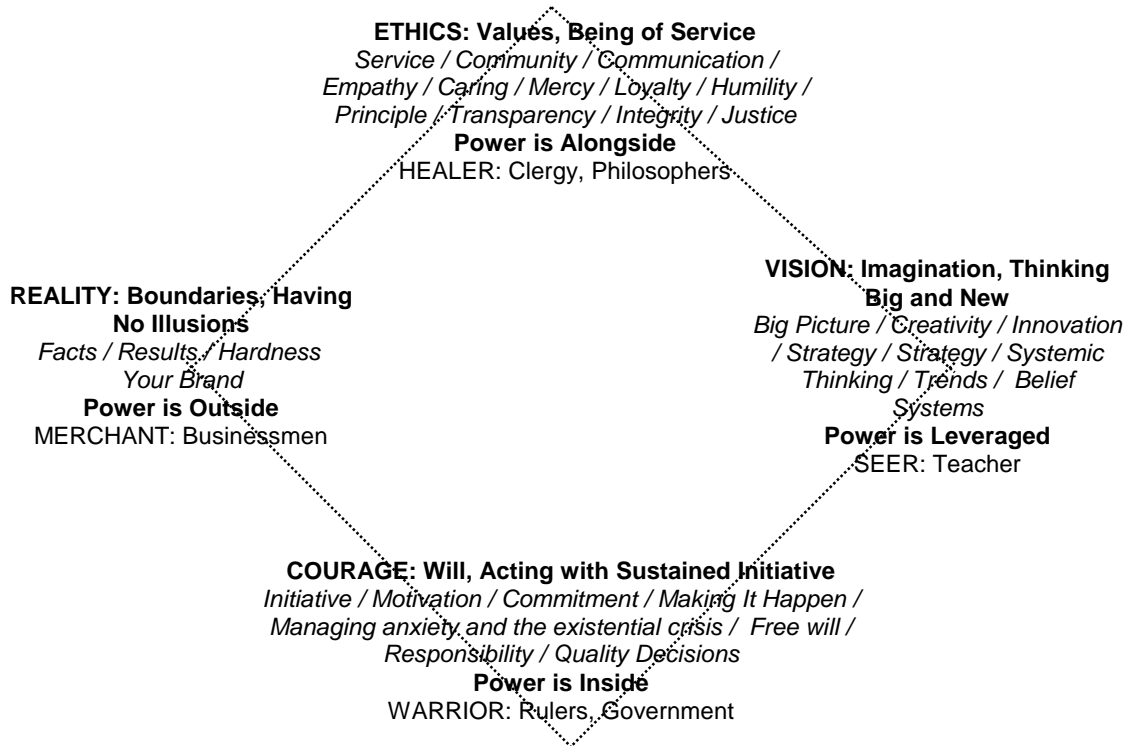 ETHICS: Values, Being of Service
Service / Community / Communication /
Empathy / Caring / Mercy / Loyalty / Humility /
Principle / Transparency / Integrity / Justice
Power is Alongside
HEALER: Clergy, Philosophers
REALITY: Boundaries, Having
No Illusions
Facts / Results / Hardness
Your Brand
Power is Outside
MERCHANT: Businessmen
VISION: Imagination, Thinking
Big and New
Big Picture / Creativity / Innovation
/ Strategy / Strategy / Systemic
Thinking / Trends / Belief
Systems
Power is Leveraged
SEER: Teacher
COURAGE: Will, Acting with Sustained Initiative
Initiative / Motivation / Commitment / Making It Happen /
Managing anxiety and the existential crisis / Free will /
Responsibility / Quality Decisions
Power is Inside
WARRIOR: Rulers, Government